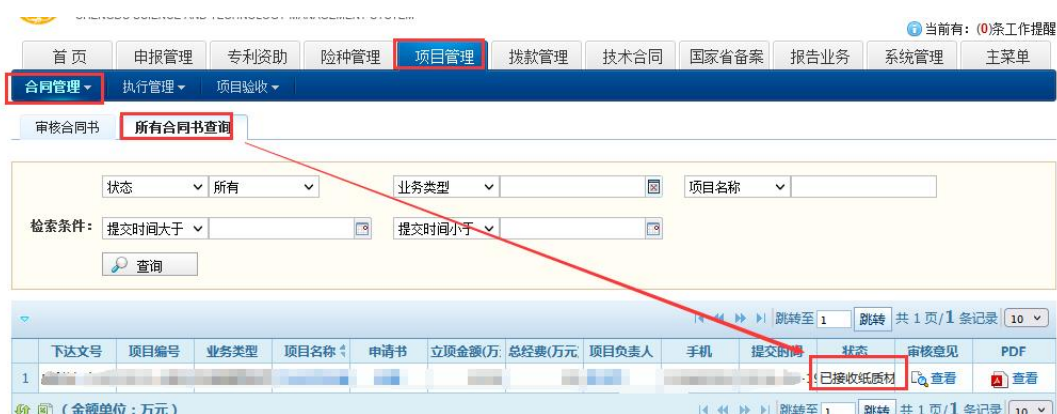 当前有：(0)条工作提醒
首页 申报管理 专利资助 险种管理 项目管理 拨款管理 技术合同 国家省备案 报告业务 系统管理 主菜单
合同管理 执行管理 项目验收
审核合同书 所有合同书查询
状态 所有 业务类型 项目名称
检索条件： 提交时间大于 提交时间小于
查询
跳转至 1 跳转 共 1 页/1 条记录 10
下达文号 项目编号 业务类型 项目名称 申请书 立项金额(万 总经费(万元 项目负责人 手机 提交时间 状态 审核意见 PDF
1 已接收纸质材 查看 查看
(金额单位：万元) 跳转至 1 跳转 共 1 页/1 条记录 10